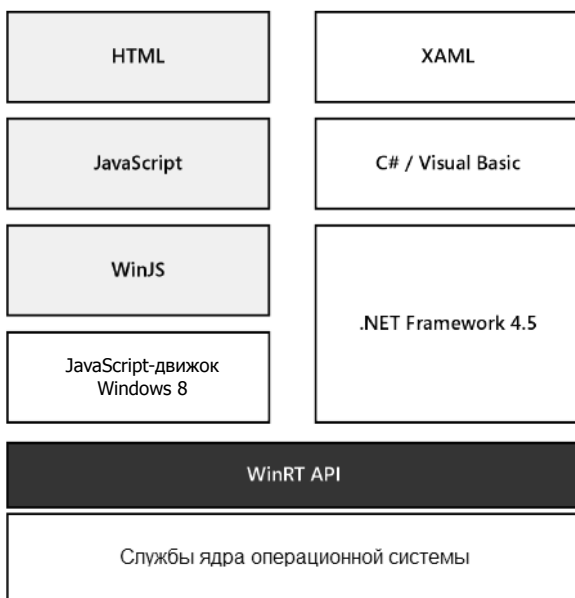 HTML
XAML
JavaScript
C# / Visual Basic
WinJS
.NET Framework 4.5
JavaScript-движок
Windows 8
WinRT API
Службы ядра операционной системы